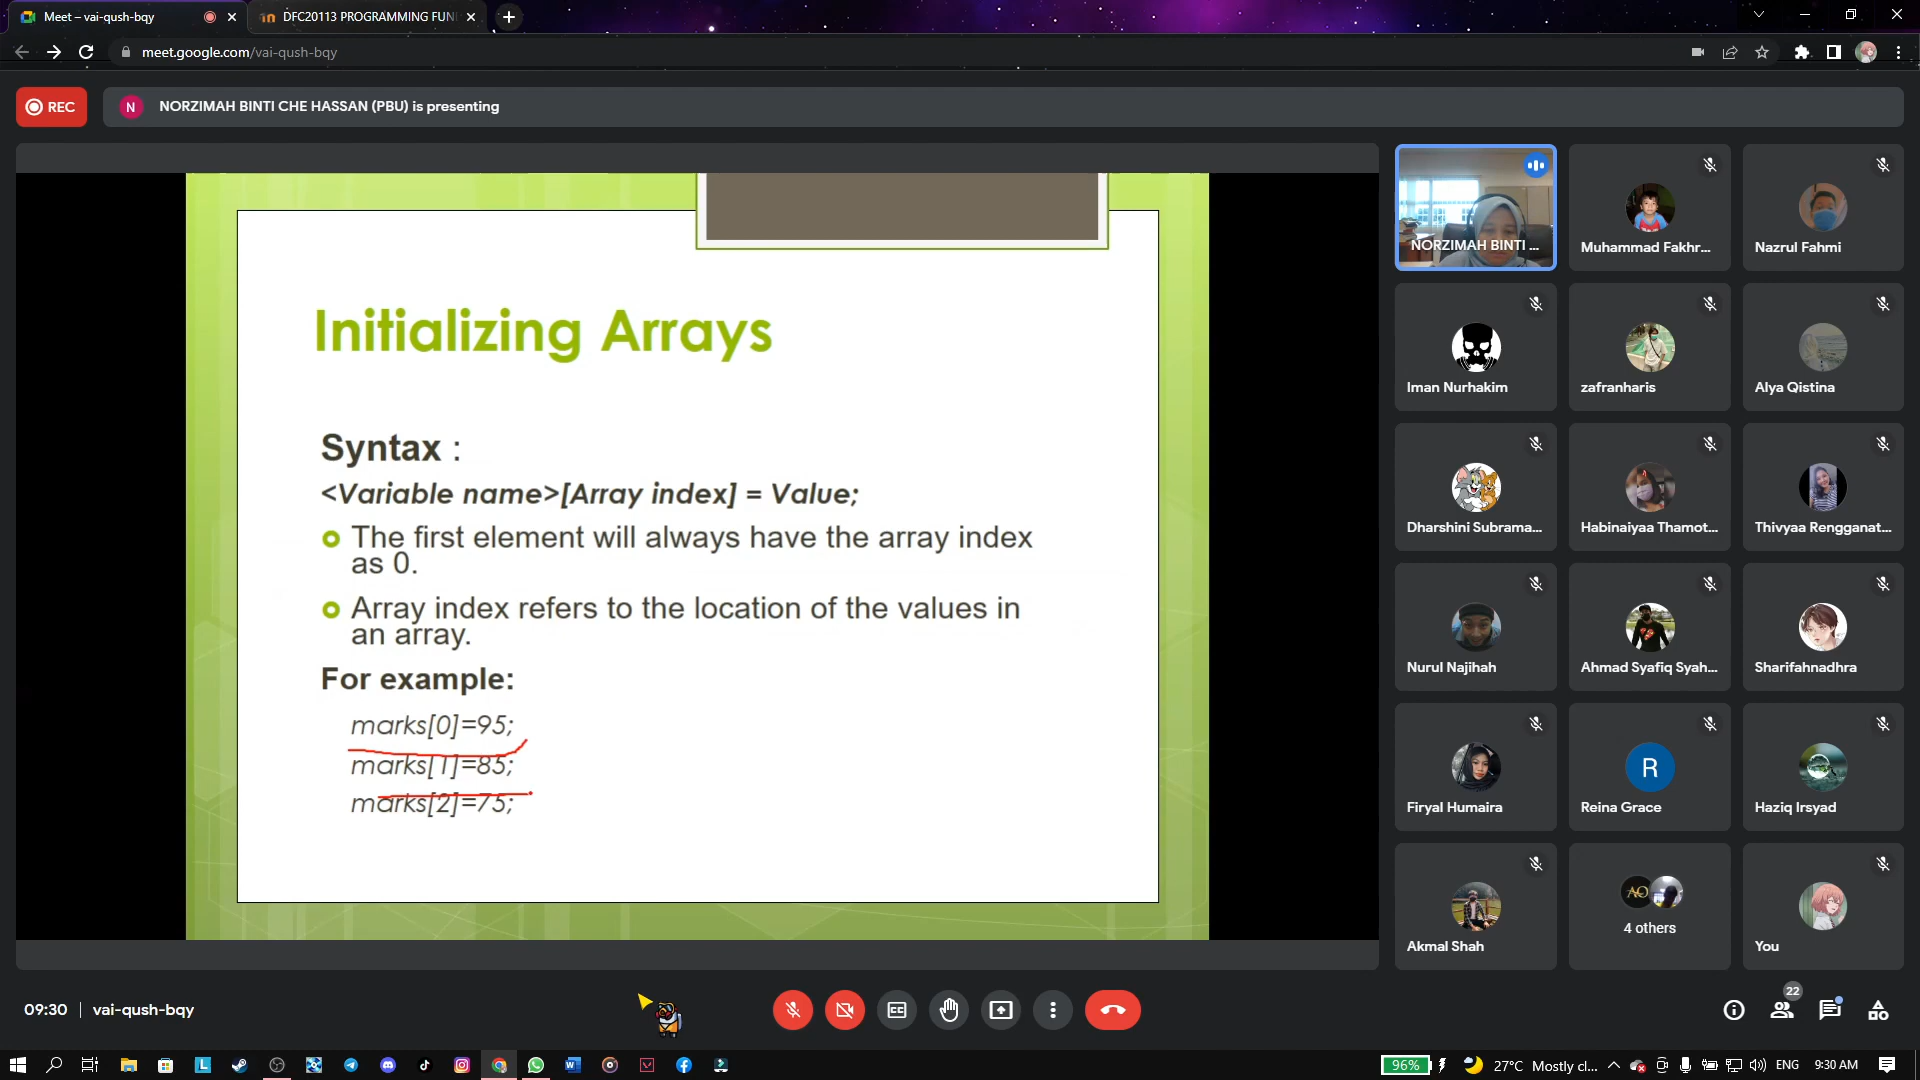 Meet – vai-qush-bqy
DFC20113 PROGRAMMING FUN
meet.google.com/vai-qush-bqy
REC
N
NORZIMAH BINTI CHE HASSAN (PBU) is presenting
Initializing Arrays
Syntax :
<Variable name>[Array index] = Value;
The first element will always have the array index
as 0.
Array index refers to the location of the values in
an array.
For example:
marks[0]=95;
marks[1]=85;
marks[2]=75;
NORZIMAH BINTI ...
Muhammad Fakhr...
Nazrul Fahmi
Iman Nurhakim
zafranharis
Alya Qistina
Dharshini Subrama...
Habinaiyaa Thamot...
Thivyaa Rengganat...
Nurul Najihah
Ahmad Syafiq Syah...
Sharifahnadhra
Firyal Humaira
R
Reina Grace
Haziq Irsyad
Akmal Shah
AO
4 others
You
09:30 | vai-qush-bqy
22
96%
27°C Mostly cl...
ENG
9:30 AM